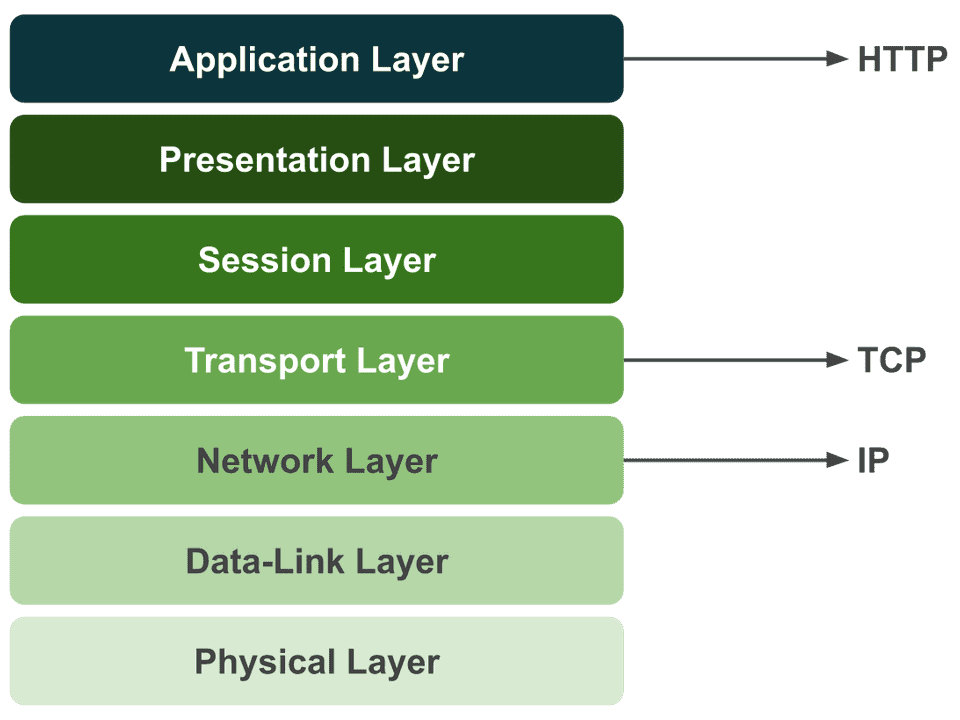 Application Layer
HTTP
Presentation Layer
Session Layer
Transport Layer
TCP
Network Layer
IP
Data-Link Layer
Physical Layer